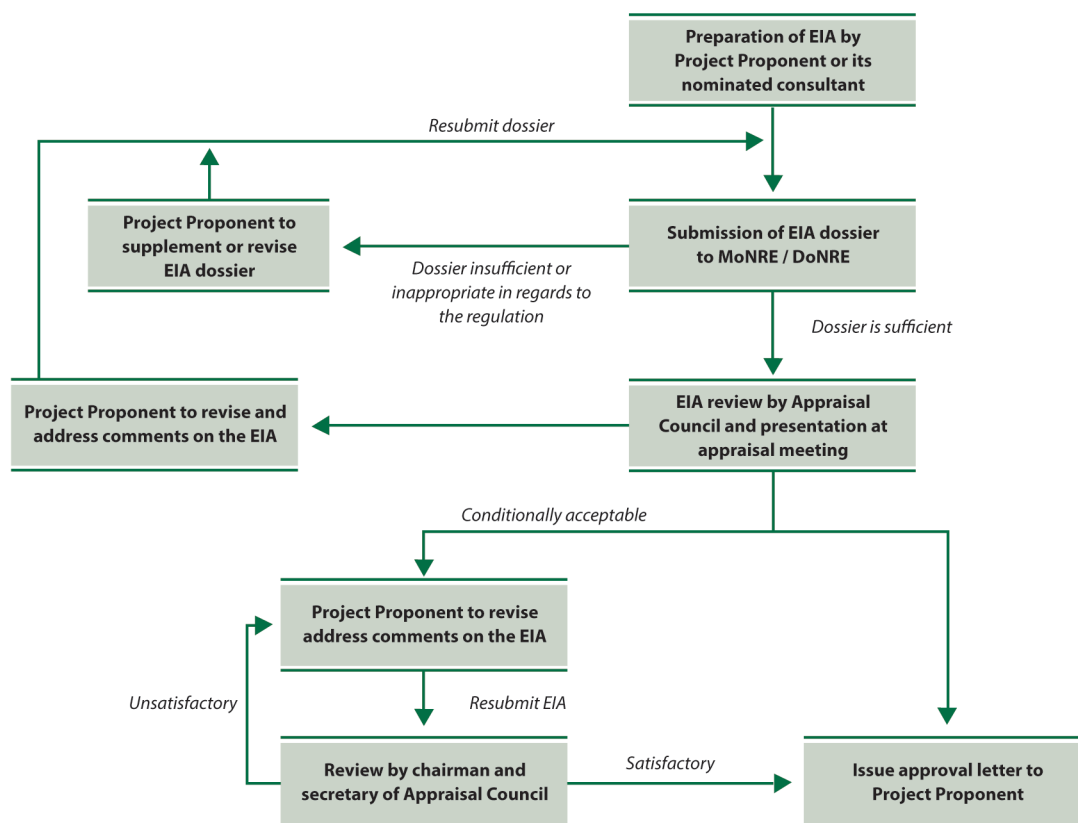 Preparation of EIA by
Project Proponent or its
nominated consultant
Resubmit dossier
Project Proponent to
supplement or revise
EIA dossier
Submission of EIA dossier
to MoNRE / DoNRE
Dossier insufficient or
inappropriate in regards to
the regulation
Dossier is sufficient
Project Proponent to revise and
address comments on the EIA
EIA review by Appraisal
Council and presentation at
appraisal meeting
Conditionally acceptable
Project Proponent to revise
address comments on the EIA
Unsatisfactory
Resubmit EIA
Review by chairman and
secretary of Appraisal Council
Satisfactory
Issue approval letter to
Project Proponent